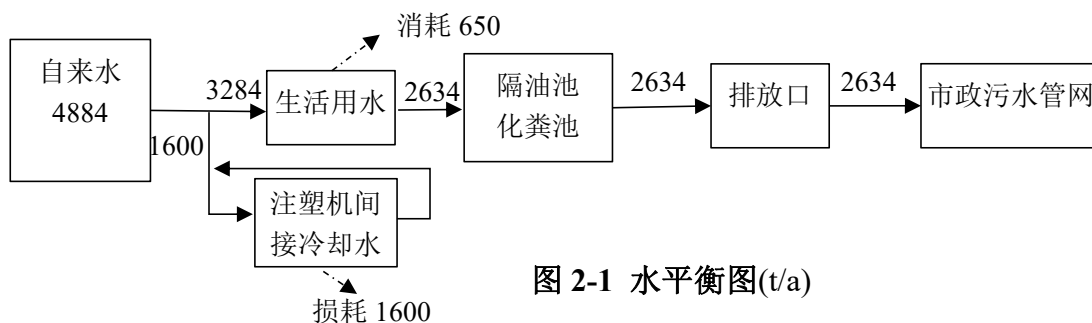 消耗 650
自来水
4884
3284
生活用水
2634
隔油池
化粪池
2634
排放口
2634
市政污水管网
1600
注塑机间
接冷却水
损耗 1600
图 2-1 水平衡图(t/a)